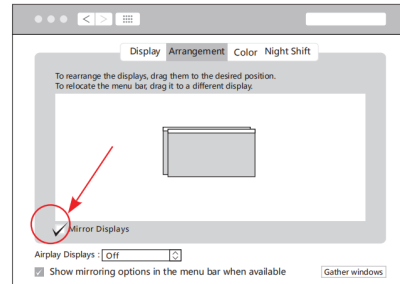 Display Arrangement Color Night Shift
To rearrange the displays, drag them to the desired position.
To relocate the menu bar, drag it to a different display.
Mirror Displays
Airplay Displays : Off
Show mirroring options in the menu bar when available
Gather windows